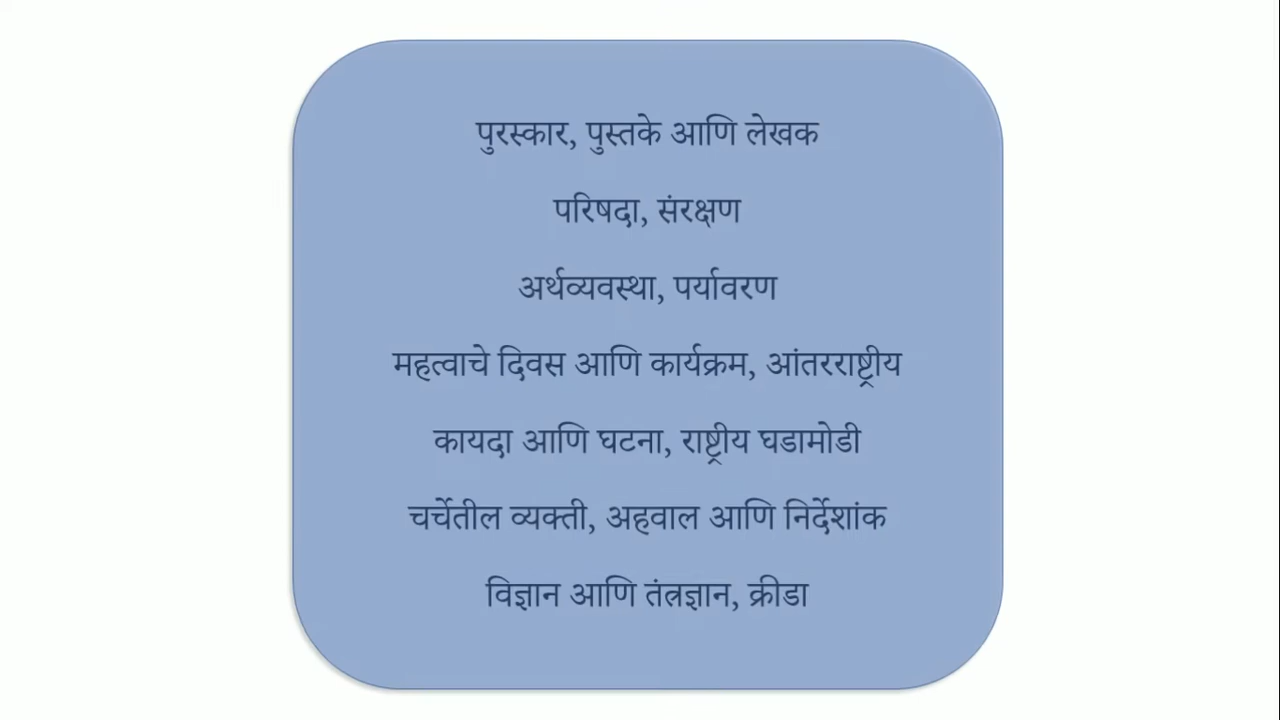 पुरस्कार, पुस्तके आणि लेखक
परिषदा, संरक्षण
अर्थव्यवस्था, पर्यावरण
महत्वाचे दिवस आणि कार्यक्रम, आंतरराष्ट्रीय
कायदा आणि घटना, राष्ट्रीय घडामोडी
चर्चेतील व्यक्ती, अहवाल आणि निर्देशांक
विज्ञान आणि तंत्रज्ञान, क्रीडा